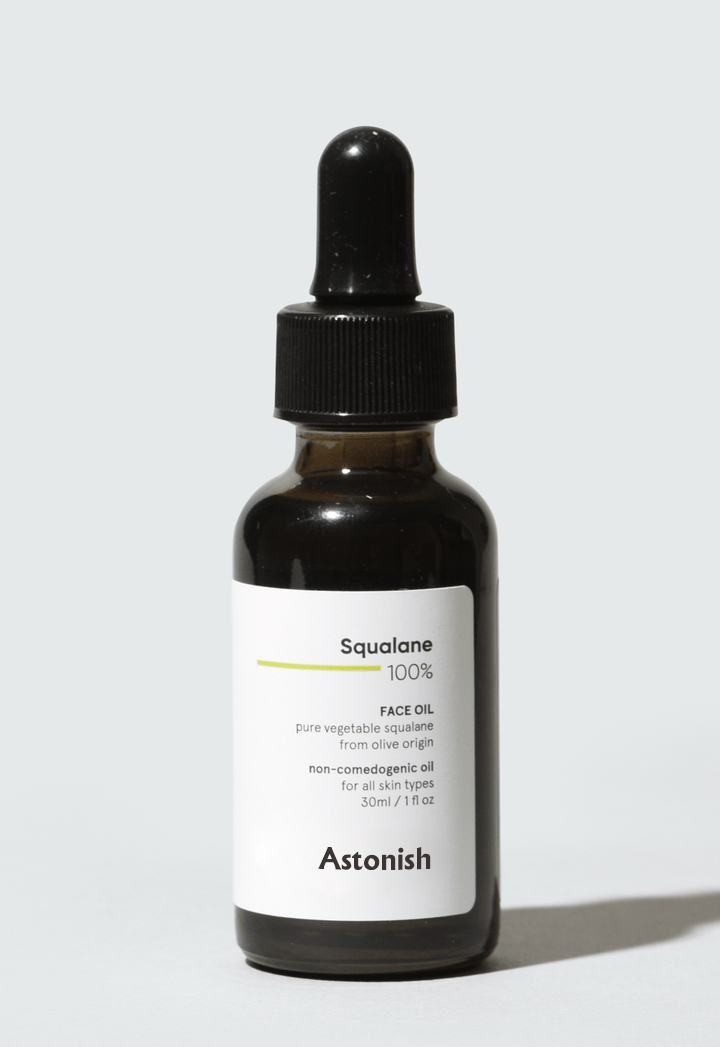 Squalane
100%
FACE OIL
pure vegetable squalane
from olive origin
non-comedogenic oil
for all skin types
30ml / 1 fl oz
Astonish